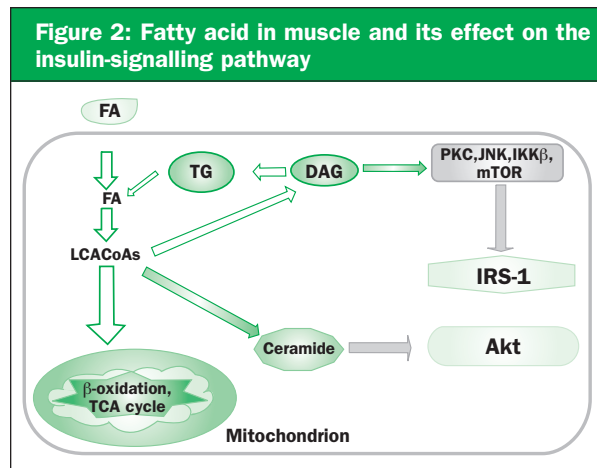 Figure 2: Fatty acid in muscle and its effect on the
insulin-signalling pathway
FA
PKC,JNK,IKKβ,
mTOR
TG
DAG
FA
LCACoAs
IRS-1
Ceramide
Akt
β-oxidation,
TCA cycle
Mitochondrion